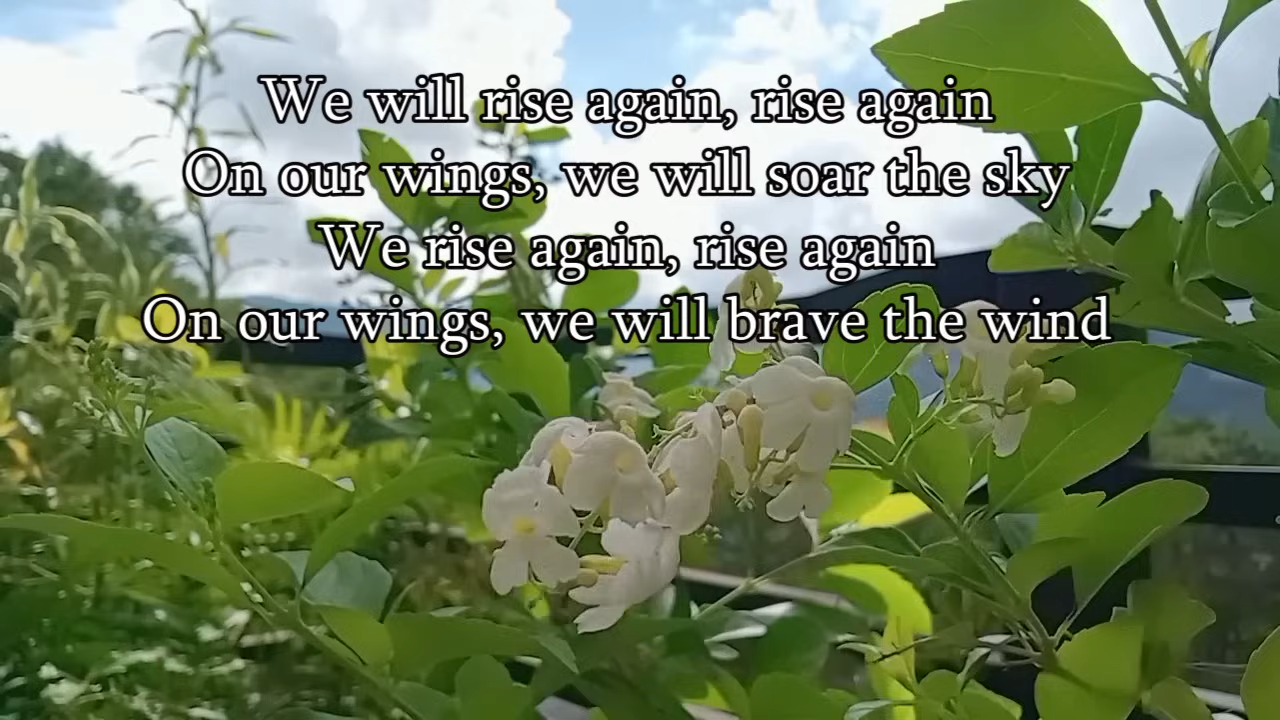 We will rise again, rise again
On our wings, we will soar the sky
We rise again, rise again
On our wings, we will brave the wind